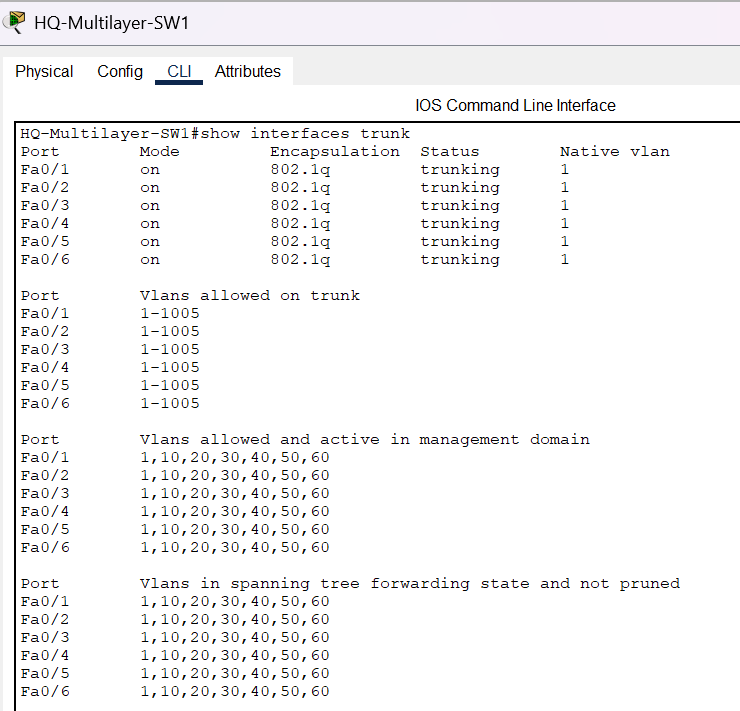 HQ-Multilayer-SW1
Physical Config CLI Attributes
IOS Command Line Interface
HQ-Multilayer-SW1#show interfaces trunk
Port Mode Encapsulation Status Native vlan
Fa0/1 on 802.1q trunking 1
Fa0/2 on 802.1q trunking 1
Fa0/3 on 802.1q trunking 1
Fa0/4 on 802.1q trunking 1
Fa0/5 on 802.1q trunking 1
Fa0/6 on 802.1q trunking 1
Port Vlans allowed on trunk
Fa0/1 1-1005
Fa0/2 1-1005
Fa0/3 1-1005
Fa0/4 1-1005
Fa0/5 1-1005
Fa0/6 1-1005
Port Vlans allowed and active in management domain
Fa0/1 1,10,20,30,40,50,60
Fa0/2 1,10,20,30,40,50,60
Fa0/3 1,10,20,30,40,50,60
Fa0/4 1,10,20,30,40,50,60
Fa0/5 1,10,20,30,40,50,60
Fa0/6 1,10,20,30,40,50,60
Port Vlans in spanning tree forwarding state and not pruned
Fa0/1 1,10,20,30,40,50,60
Fa0/2 1,10,20,30,40,50,60
Fa0/3 1,10,20,30,40,50,60
Fa0/4 1,10,20,30,40,50,60
Fa0/5 1,10,20,30,40,50,60
Fa0/6 1,10,20,30,40,50,60